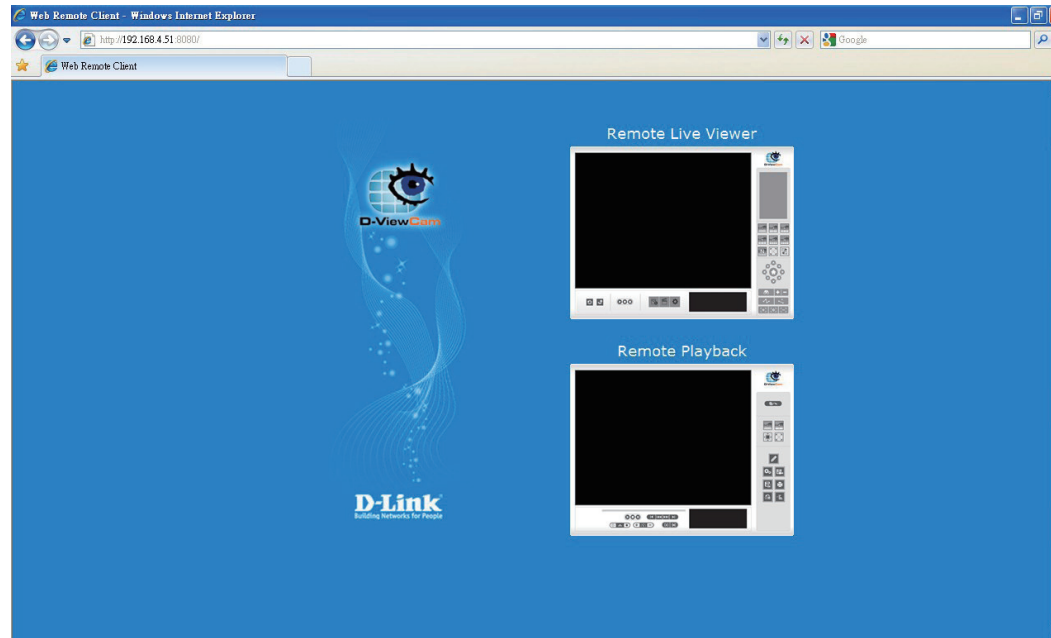 Web Remote Client - Windows Internet Explorer
http://192.168.4.51:8080/
Google
Web Remote Client
Remote Live Viewer
D-ViewCam
Remote Playback
D-Link
Building Networks for People